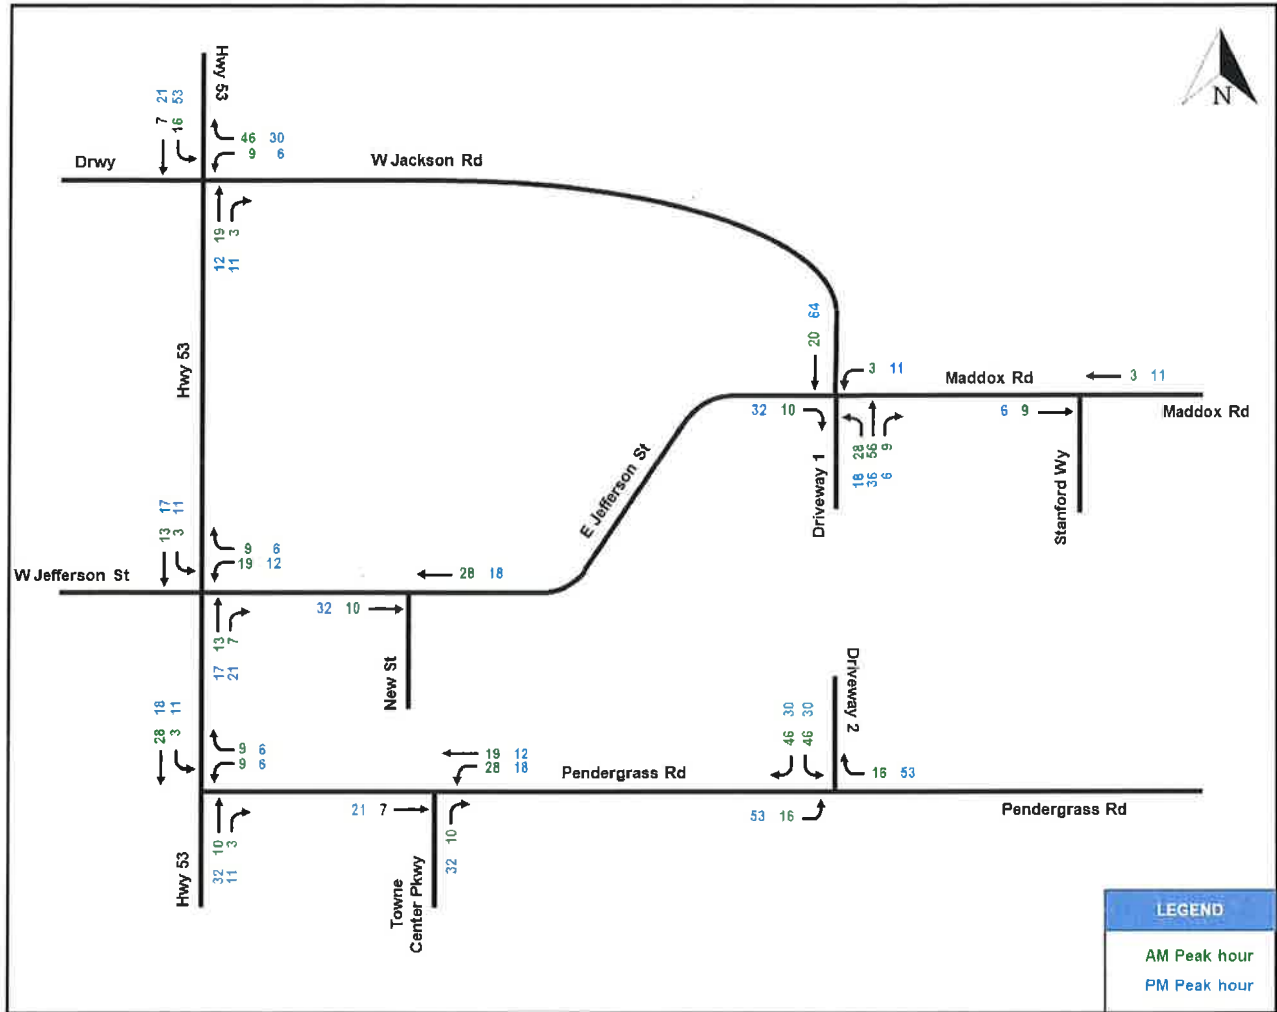 Hwy 53
N
21
53
7
16
46 30
9 6
Drwy
W Jackson Rd
19
3
12
11
64
20
Hwy 53
3 11
Maddox Rd
3 11
32 10
6 9
Maddox Rd
28
56
9
18
36
6
Driveway 1
Stanford Wy
E Jefferson St
17
11
13
3
9 6
19 12
W Jefferson St
28 18
32 10
13
7
17
21
New St
Driveway 2
18
11
28
3
30
30
46
46
9 6
9 6
19 12
28 18
Pendergrass Rd
16 53
21 7
53 16
Pendergrass Rd
10
3
32
11
10
32
Hwy 53
Towne
Center Pkwy
LEGEND
AM Peak hour
PM Peak hour